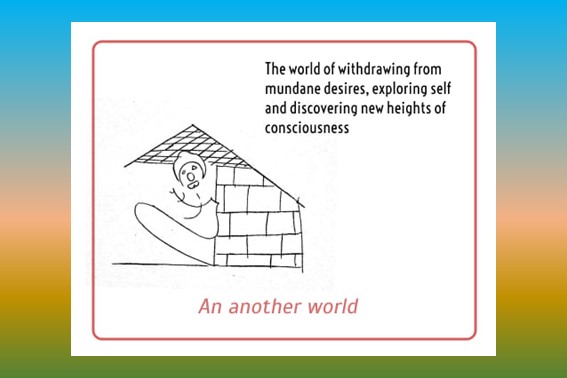 The world of withdrawing from
mundane desires, exploring self
and discovering new heights of
consciousness
An another world